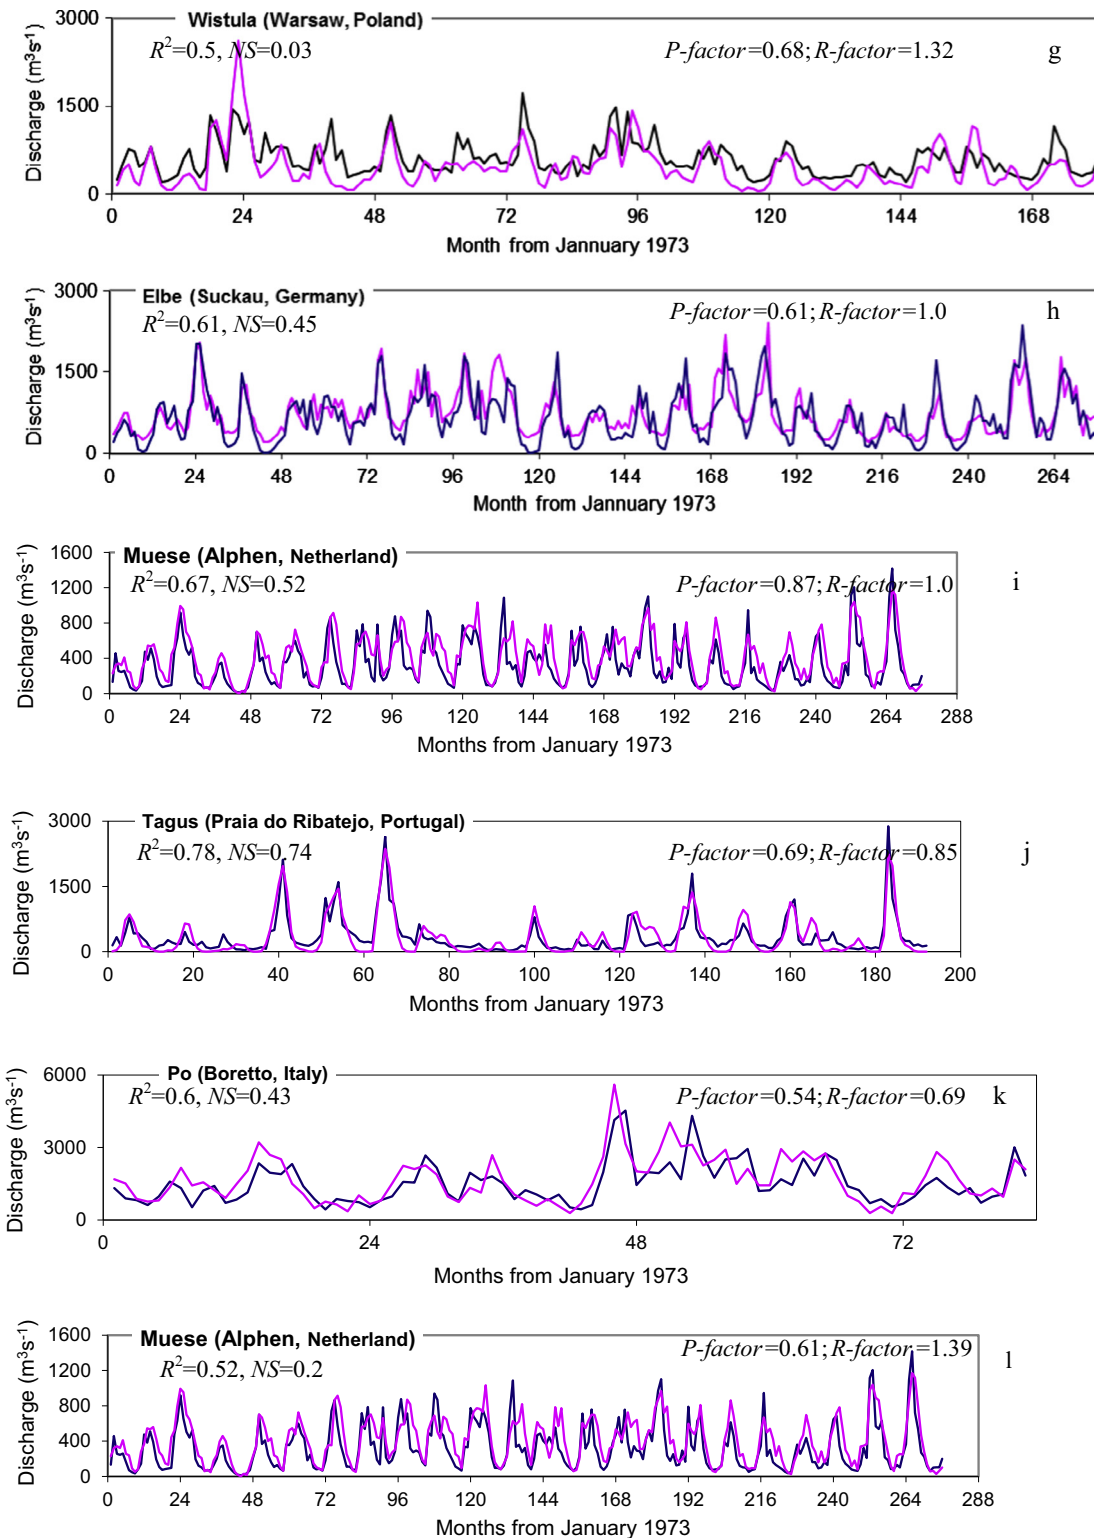 Wistula (Warsaw, Poland)
R²=0.5, NS=0.03
P-factor=0.68; R-factor=1.32
g
Discharge (m³s⁻¹)
3000
1500
0
0 24 48 72 96 120 144 168
Month from Jannuary 1973
Elbe (Suckau, Germany)
R²=0.61, NS=0.45
P-factor=0.61; R-factor=1.0
h
Discharge (m³s⁻¹)
3000
1500
0
0 24 48 72 96 120 144 168 192 216 240 264
Month from Jannuary 1973
Muese (Alphen, Netherland)
R²=0.67, NS=0.52
P-factor=0.87; R-factor=1.0
i
Discharge (m³s⁻¹)
1600
1200
800
400
0
0 24 48 72 96 120 144 168 192 216 240 264 288
Months from January 1973
Tagus (Praia do Ribatejo, Portugal)
R²=0.78, NS=0.74
P-factor=0.69; R-factor=0.85
j
Discharge (m³s⁻¹)
3000
1500
0
0 20 40 60 80 100 120 140 160 180 200
Months from January 1973
Po (Boretto, Italy)
R²=0.6, NS=0.43
P-factor=0.54; R-factor=0.69
k
Discharge (m³s⁻¹)
6000
3000
0
0 24 48 72
Months from January 1973
Muese (Alphen, Netherland)
R²=0.52, NS=0.2
P-factor=0.61; R-factor=1.39
l
Discharge (m³s⁻¹)
1600
1200
800
400
0
0 24 48 72 96 120 144 168 192 216 240 264 288
Months from January 1973